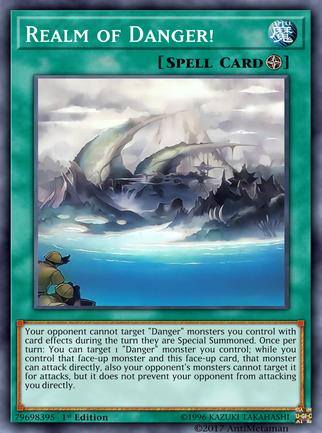 Realm of Danger!
[Spell Card]
Your opponent cannot target "Danger" monsters you control with
card effects during the turn they are Special Summoned. Once per
turn: You can target 1 "Danger" monster you control; while you
control that face-up monster and this face-up card, that monster
can attack directly, also your opponent's monsters cannot target it
for attacks, but it does not prevent your opponent from attacking
you directly.
79698395 1st Edition ©1996 KAZUKI TAKAHASHI
©2017 AntiMetaman